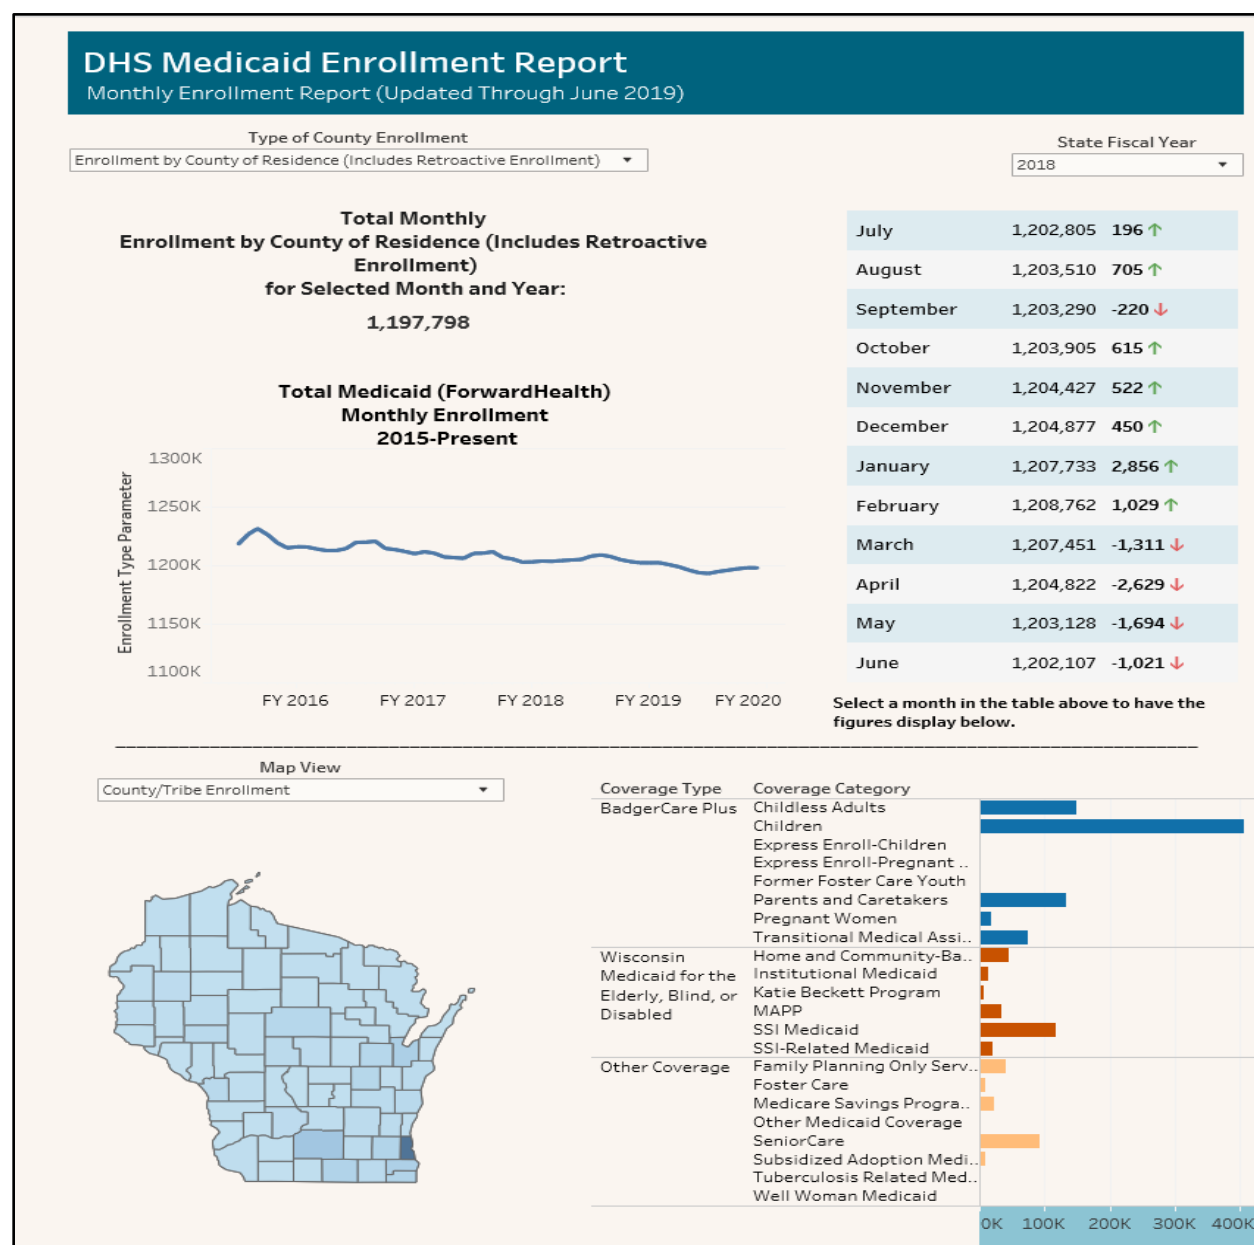 DHS Medicaid Enrollment Report
Monthly Enrollment Report (Updated Through June 2019)
Type of County Enrollment
Enrollment by County of Residence (Includes Retroactive Enrollment)
State Fiscal Year
2018
Total Monthly
Enrollment by County of Residence (Includes Retroactive
Enrollment)
for Selected Month and Year:
1,197,798
July 1,202,805 196 ↑
August 1,203,510 705 ↑
September 1,203,290 -220 ↓
October 1,203,905 615 ↑
November 1,204,427 522 ↑
December 1,204,877 450 ↑
January 1,207,733 2,856 ↑
February 1,208,762 1,029 ↑
March 1,207,451 -1,311 ↓
April 1,204,822 -2,629 ↓
May 1,203,128 -1,694 ↓
June 1,202,107 -1,021 ↓
Select a month in the table above to have the
figures display below.
Total Medicaid (ForwardHealth)
Monthly Enrollment
2015-Present
Enrollment Type Parameter
1300K
1250K
1200K
1150K
1100K
FY 2016 FY 2017 FY 2018 FY 2019 FY 2020
Map View
County/Tribe Enrollment
Coverage Type Coverage Category
BadgerCare Plus Childless Adults
Children
Express Enroll-Children
Express Enroll-Pregnant ..
Former Foster Care Youth
Parents and Caretakers
Pregnant Women
Transitional Medical Assi..
Wisconsin Home and Community-Ba..
Medicaid for the Institutional Medicaid
Elderly, Blind, or Katie Beckett Program
Disabled MAPP
SSI Medicaid
SSI-Related Medicaid
Other Coverage Family Planning Only Serv..
Foster Care
Medicare Savings Progra..
Other Medicaid Coverage
SeniorCare
Subsidized Adoption Medi..
Tuberculosis Related Med..
Well Woman Medicaid
0K 100K 200K 300K 400K